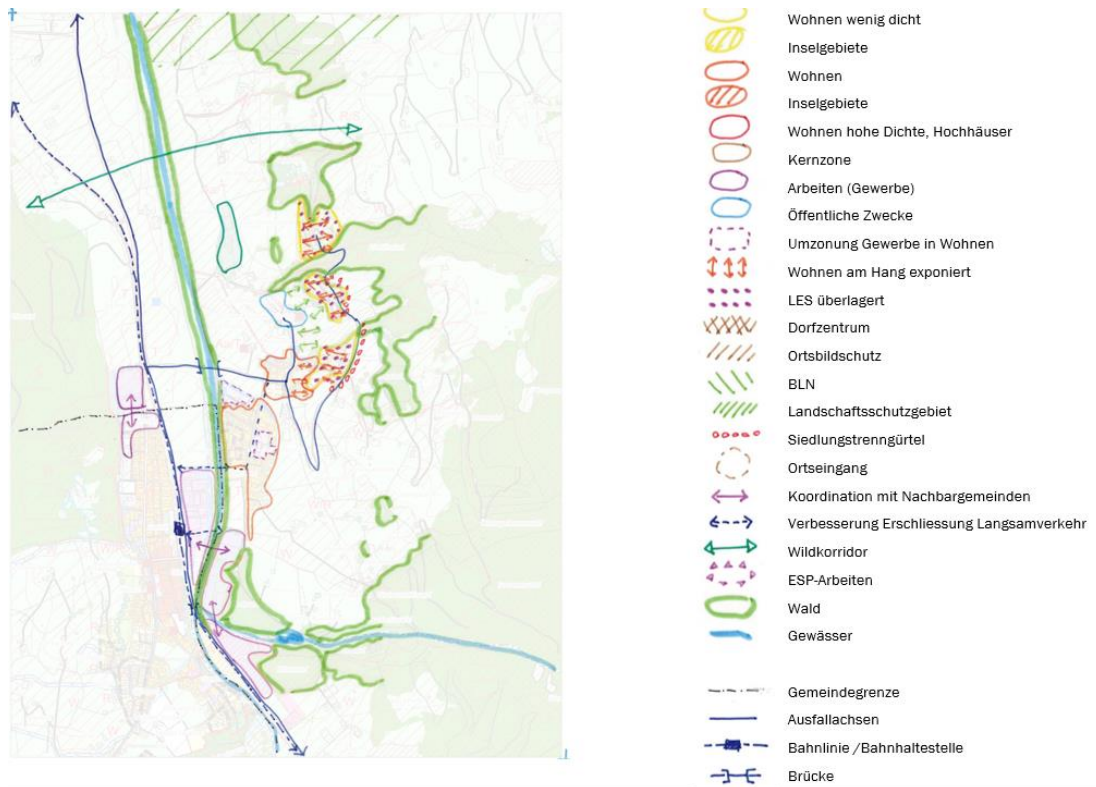 Wohnen wenig dicht
Inselgebiete
Wohnen
Inselgebiete
Wohnen hohe Dichte, Hochhäuser
Kernzone
Arbeiten (Gewerbe)
Öffentliche Zwecke
Umzonung Gewerbe in Wohnen
Wohnen am Hang exponiert
LES überlagert
Dorfzentrum
Ortsbildschutz
BLN
Landschaftsschutzgebiet
Siedlungstrenngürtel
Ortseingang
Koordination mit Nachbargemeinden
Verbesserung Erschliessung Langsamverkehr
Wildkorridor
ESP-Arbeiten
Wald
Gewässer
Gemeindegrenze
Ausfallachsen
Bahnlinie /Bahnhaltestelle
Brücke